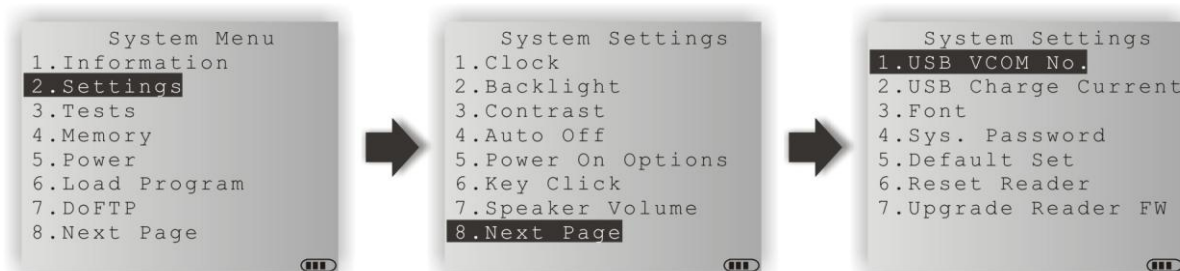 System Menu
1.Information
2.Settings
3.Tests
4.Memory
5.Power
6.Load Program
7.DoFTP
8.Next Page
System Settings
1.Clock
2.Backlight
3.Contrast
4.Auto Off
5.Power On Options
6.Key Click
7.Speaker Volume
8.Next Page
System Settings
1.USB VCOM No.
2.USB Charge Current
3.Font
4.Sys. Password
5.Default Set
6.Reset Reader
7.Upgrade Reader FW